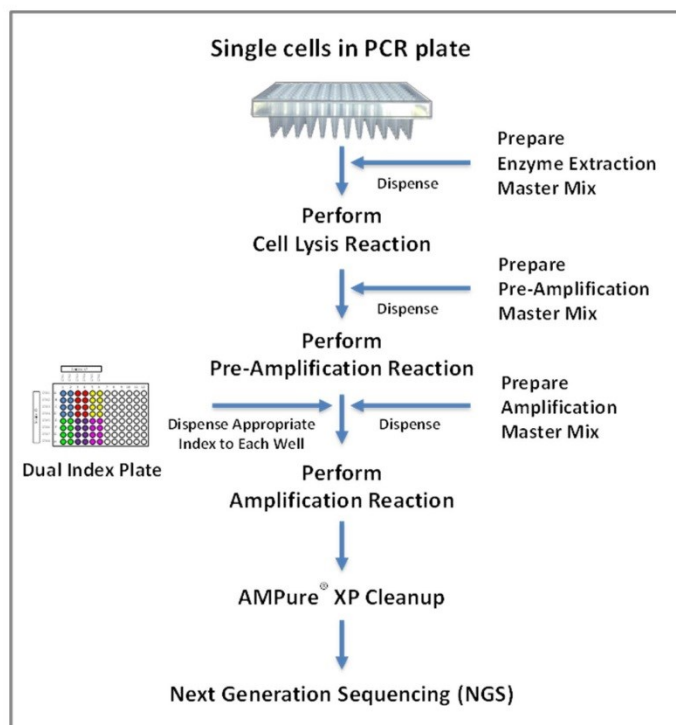 Single cells in PCR plate
Prepare
Enzyme Extraction
Master Mix
Dispense
Perform
Cell Lysis Reaction
Prepare
Pre-Amplification
Master Mix
Dispense
Perform
Pre-Amplification Reaction
Prepare
Amplification
Master Mix
Dispense Appropriate
Index to Each Well
Dispense
Dual Index Plate
Perform
Amplification Reaction
AMPure® XP Cleanup
Next Generation Sequencing (NGS)